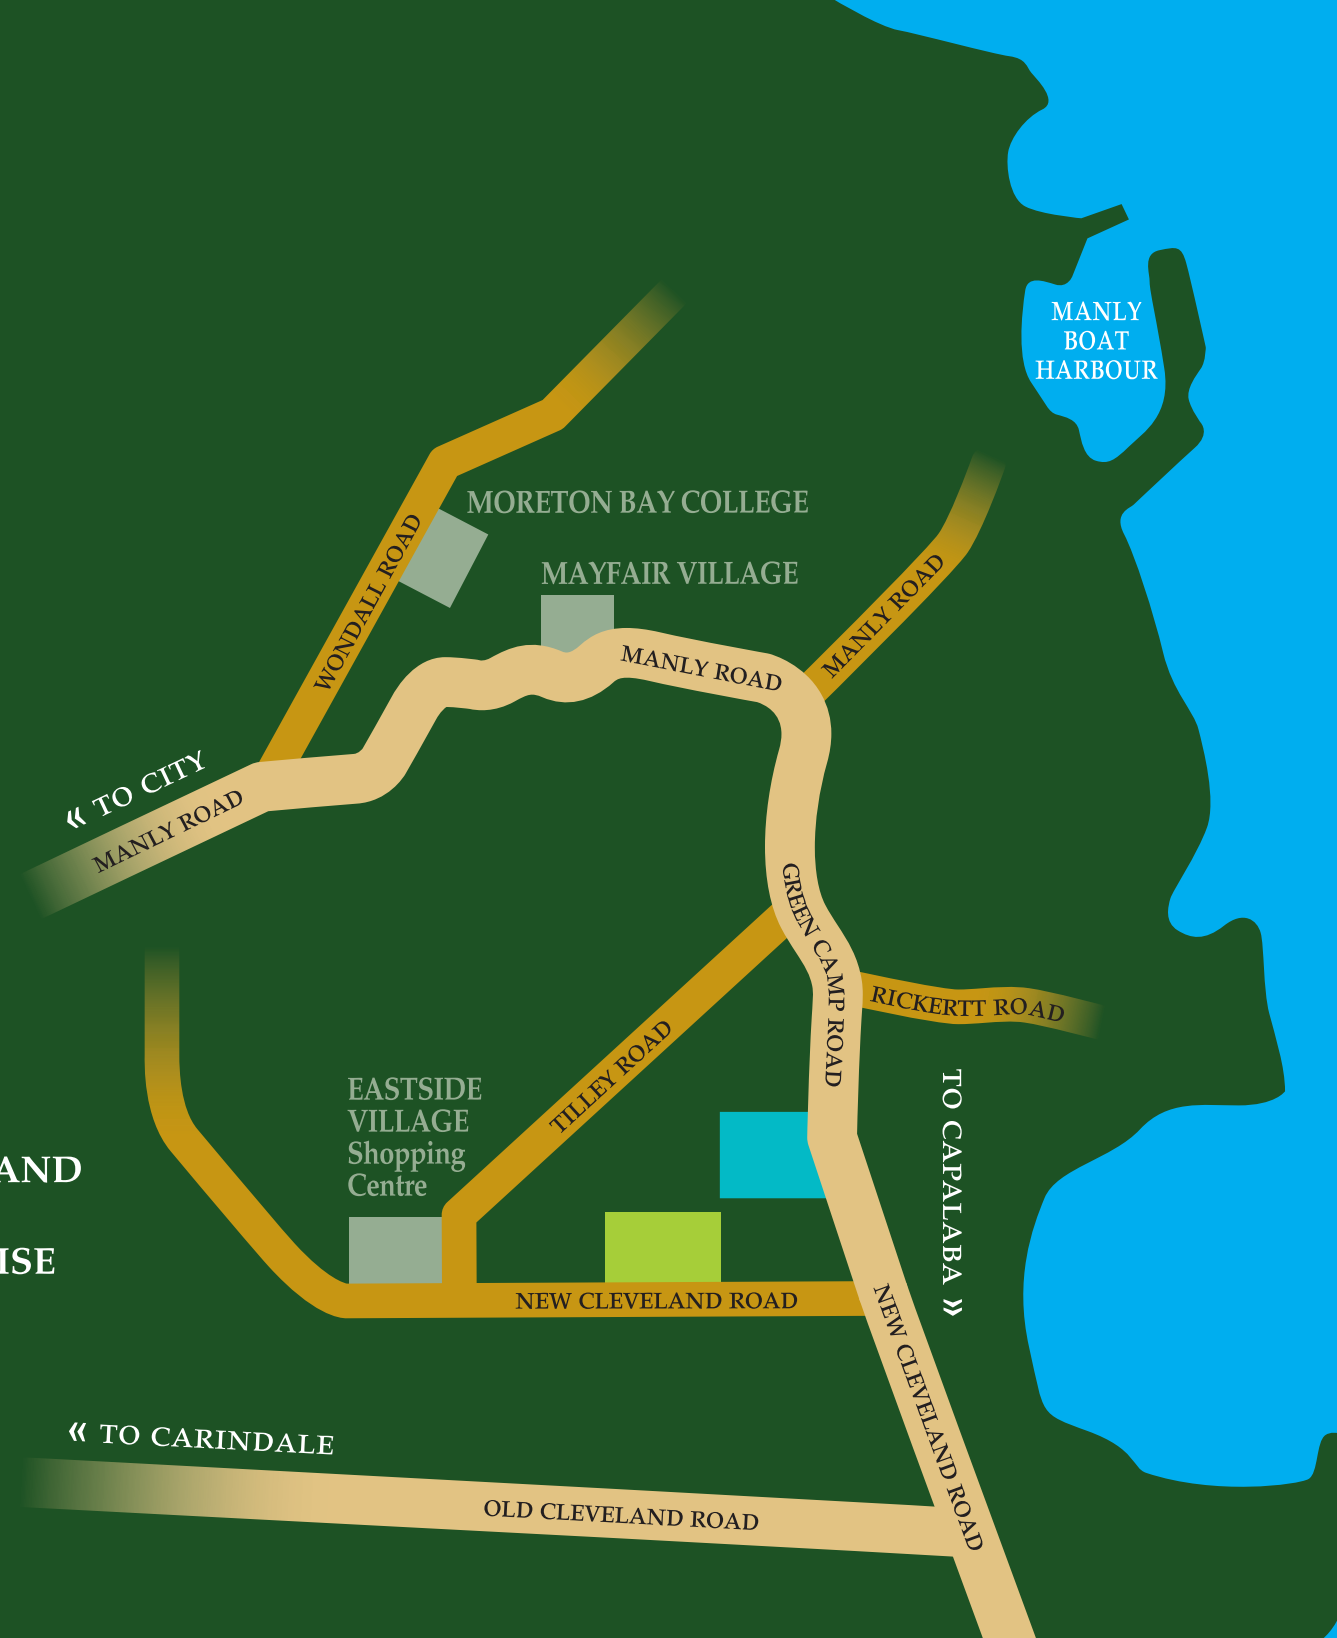 MANLY
BOAT
HARBOUR
MORETON BAY COLLEGE
WONDALL ROAD
MAYFAIR VILLAGE
MANLY ROAD
MANLY ROAD
« TO CITY
MANLY ROAD
GREEN CAMP ROAD
RICKERTT ROAD
TILLEY ROAD
EASTSIDE
VILLAGE
Shopping
Centre
TO CAPALABA »
AND
ISE
NEW CLEVELAND ROAD
NEW CLEVELAND ROAD
« TO CARINDALE
OLD CLEVELAND ROAD